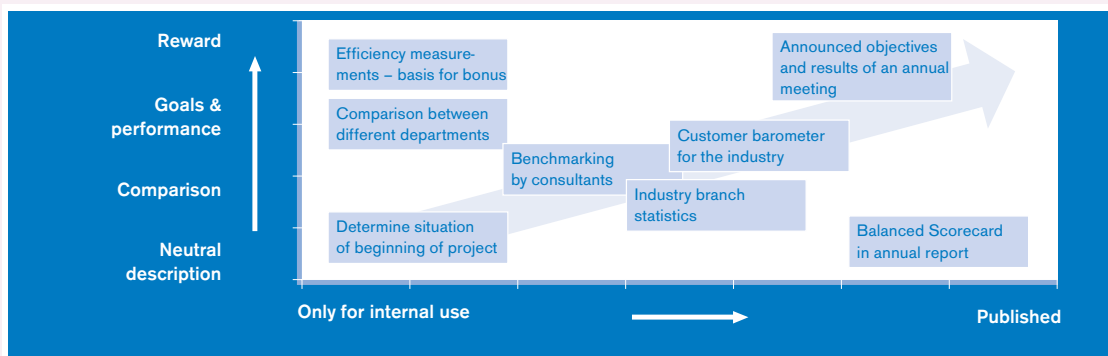 Reward
Goals &
performance
Comparison
Neutral
description
Efficiency measure-
ments – basis for bonus
Comparison between
different departments
Determine situation
of beginning of project
Benchmarking
by consultants
Industry branch
statistics
Customer barometer
for the industry
Announced objectives
and results of an annual
meeting
Balanced Scorecard
in annual report
Only for internal use
Published